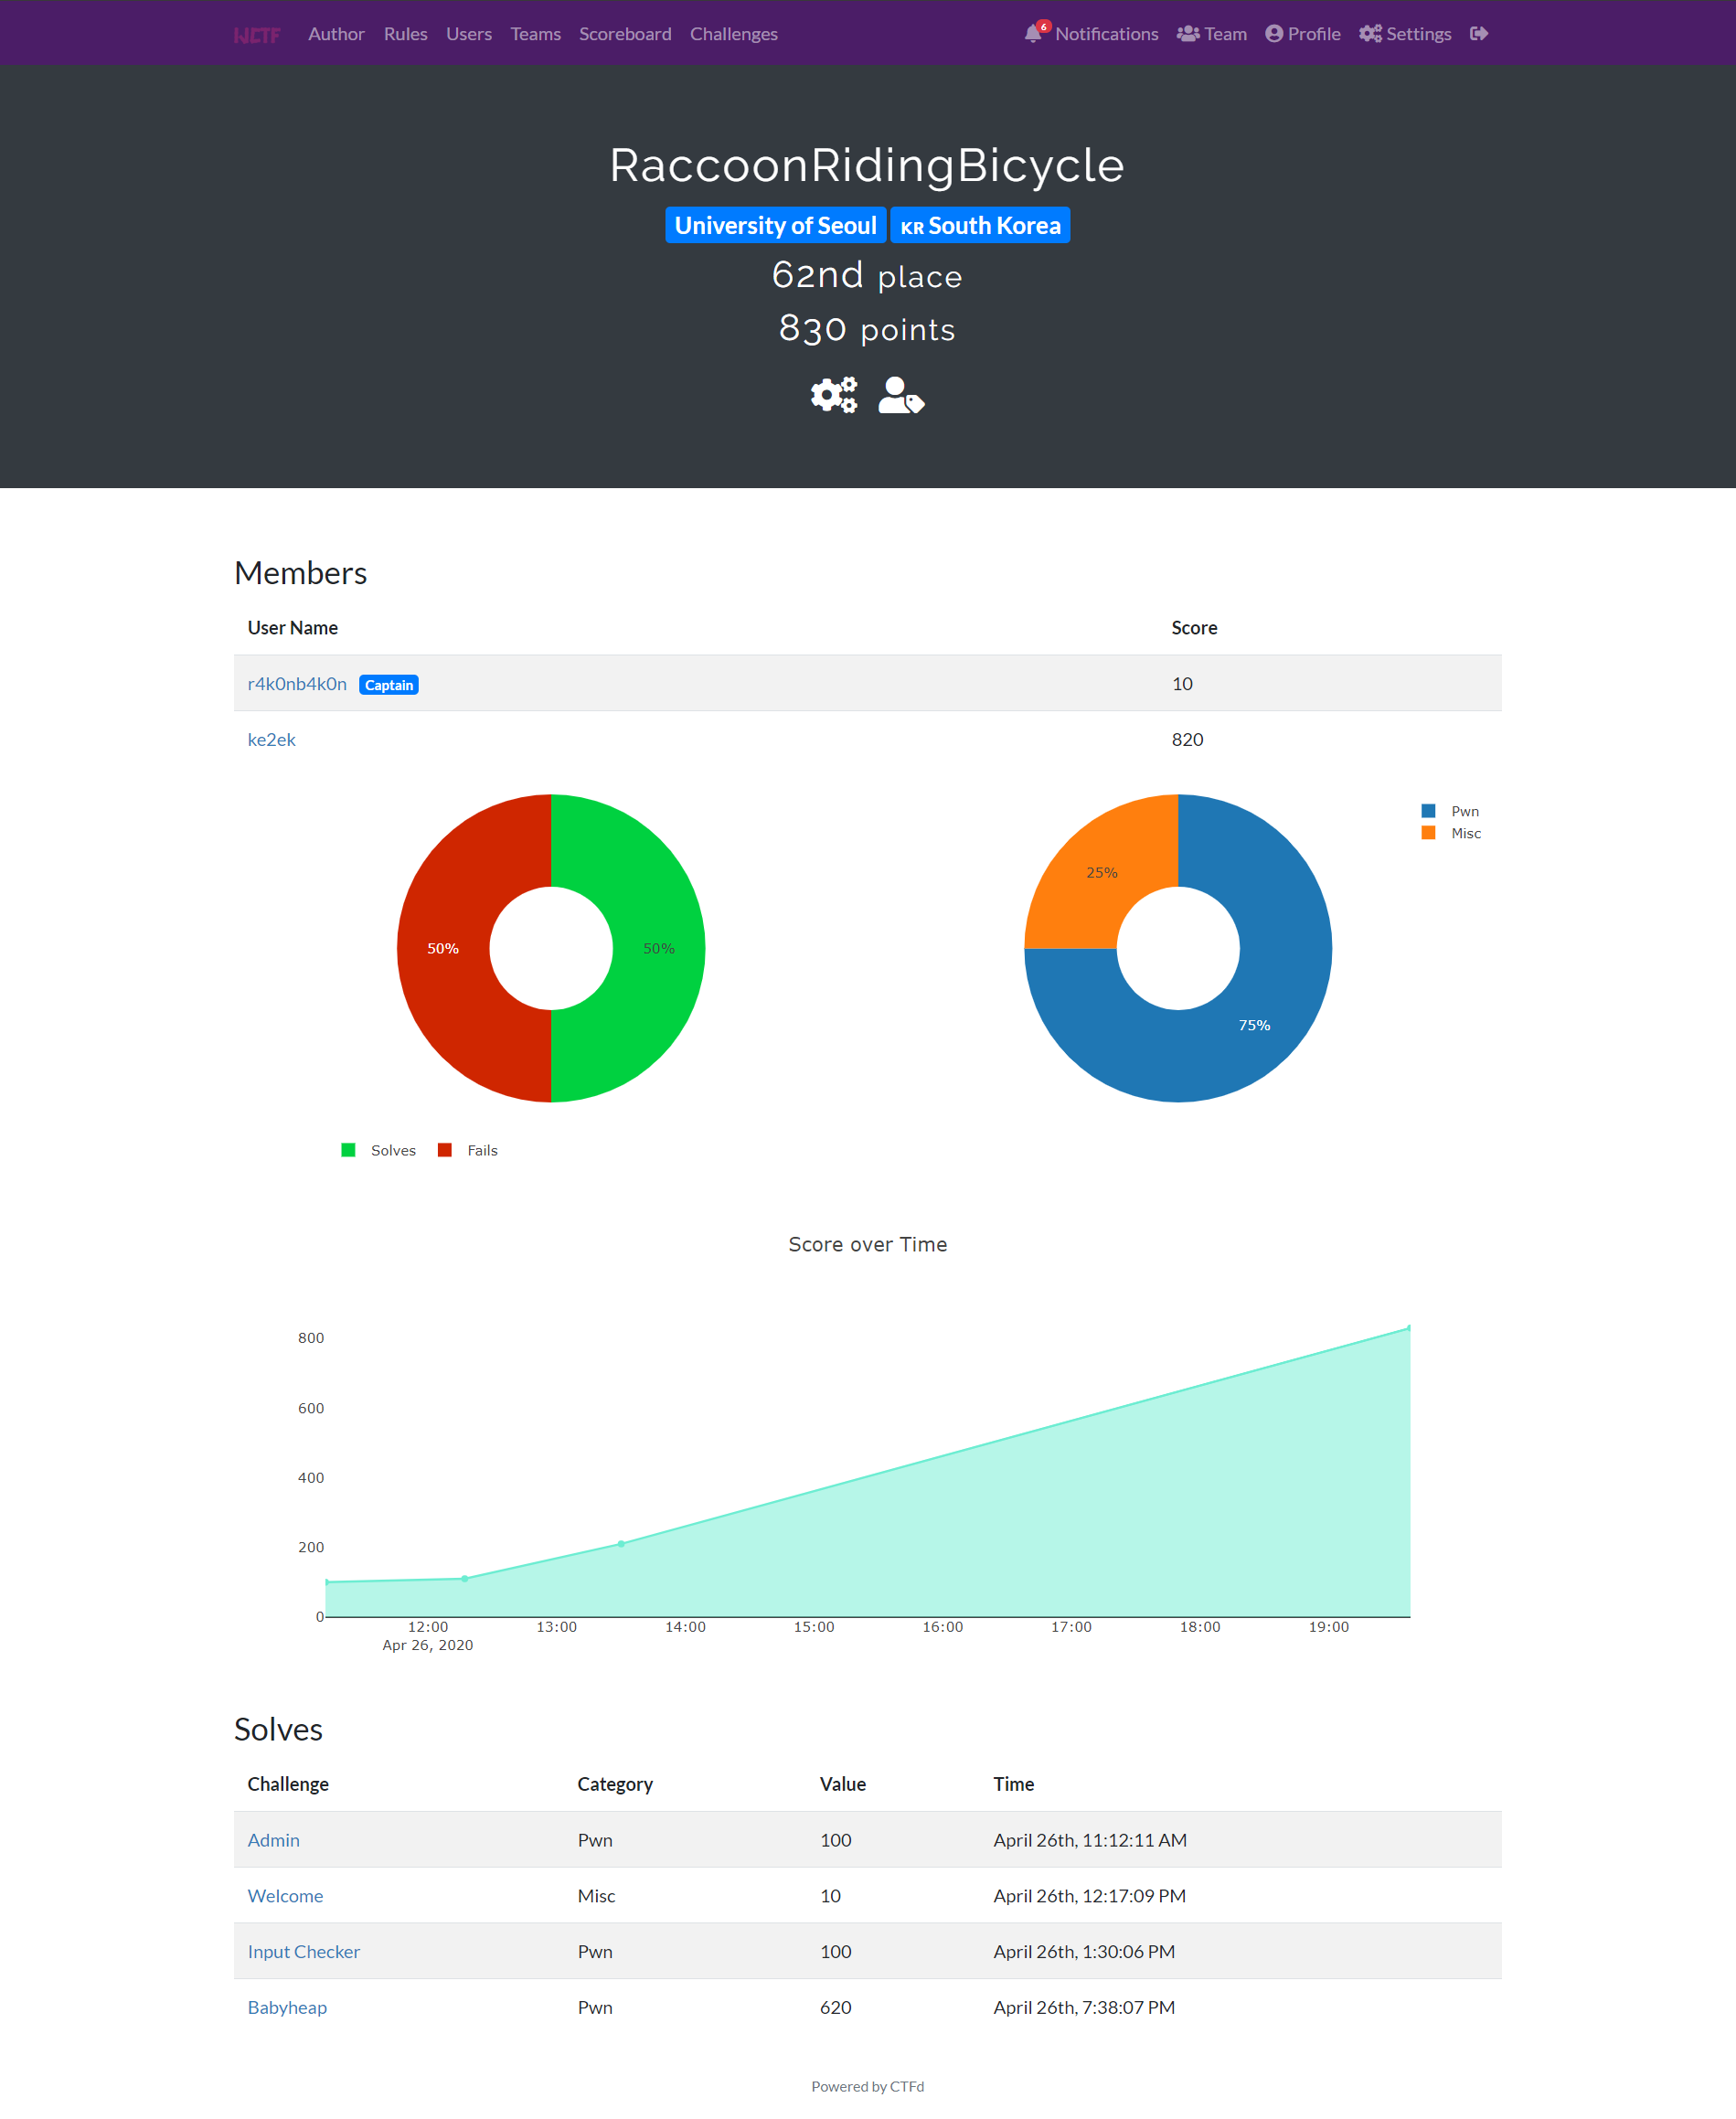 IJCTF Author Rules Users Teams Scoreboard Challenges 6 Notifications Team Profile Settings
RaccoonRidingBicycle
University of Seoul KR South Korea
62nd place
830 points
Members
User Name Score
r4k0nb4k0n Captain 10
ke2ek 820
50% 50%
Solves Fails
25% 75%
Pwn
Misc
Score over Time
800
600
400
200
0
12:00 13:00 14:00 15:00 16:00 17:00 18:00 19:00
Apr 26, 2020
Solves
Challenge Category Value Time
Admin Pwn 100 April 26th, 11:12:11 AM
Welcome Misc 10 April 26th, 12:17:09 PM
Input Checker Pwn 100 April 26th, 1:30:06 PM
Babyheap Pwn 620 April 26th, 7:38:07 PM
Powered by CTFd